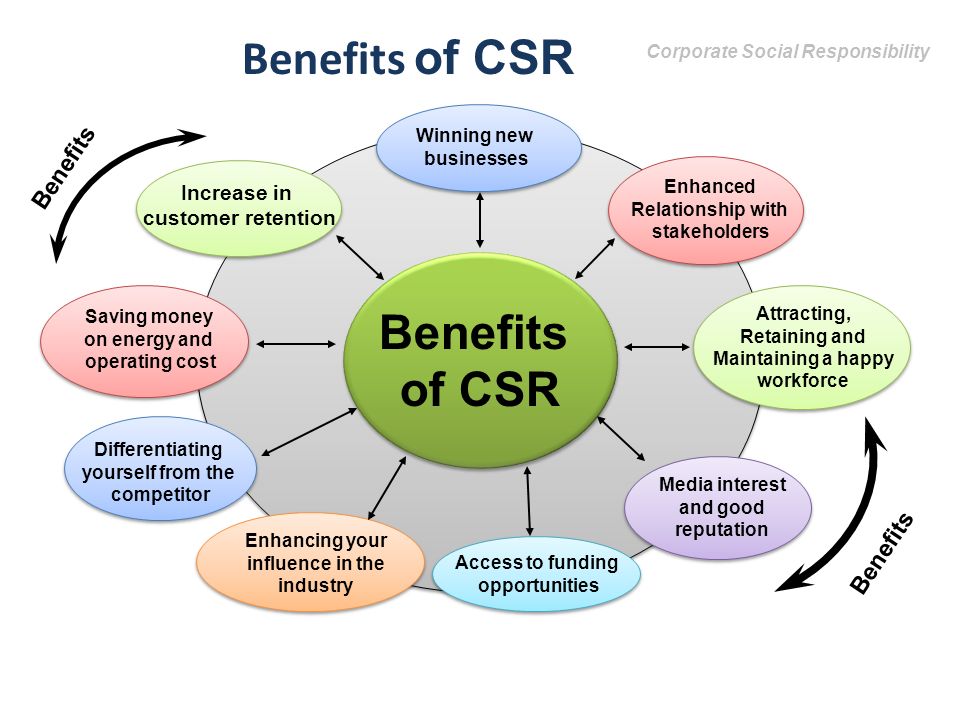 Benefits of CSR
Corporate Social Responsibility
Benefits
Winning new
businesses
Increase in
customer retention
Enhanced
Relationship with
stakeholders
Saving money
on energy and
operating cost
Benefits
of CSR
Attracting,
Retaining and
Maintaining a happy
workforce
Differentiating
yourself from the
competitor
Media interest
and good
reputation
Enhancing your
influence in the
industry
Access to funding
opportunities
Benefits